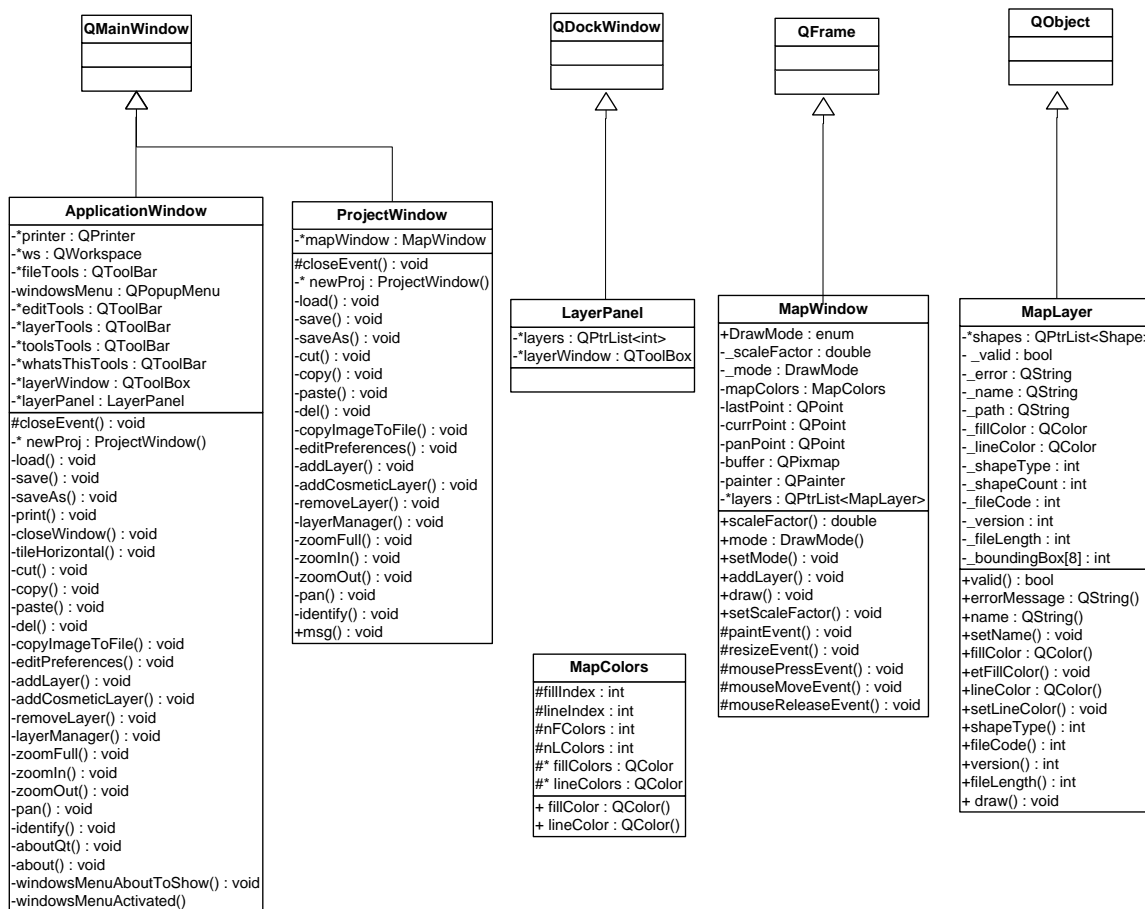 QMainWindow
QDockWindow
QFrame
QObject
ApplicationWindow
-*printer : QPrinter
-*ws : QWorkspace
-*fileTools : QToolBar
-windowsMenu : QPopupMenu
-*editTools : QToolBar
-*layerTools : QToolBar
-*toolsTools : QToolBar
-*whatsThisTools : QToolBar
-*layerWindow : QToolBox
-*layerPanel : LayerPanel
#closeEvent() : void
-* newProj : ProjectWindow()
-load() : void
-save() : void
-saveAs() : void
-print() : void
-closeWindow() : void
-tileHorizontal() : void
-cut() : void
-copy() : void
-paste() : void
-del() : void
-copyImageToFile() : void
-editPreferences() : void
-addLayer() : void
-addCosmeticLayer() : void
-removeLayer() : void
-layerManager() : void
-zoomFull() : void
-zoomIn() : void
-zoomOut() : void
-pan() : void
-identify() : void
-aboutQt() : void
-about() : void
-windowsMenuAboutToShow() : void
-windowsMenuActivated()
ProjectWindow
-*mapWindow : MapWindow
#closeEvent() : void
-* newProj : ProjectWindow()
-load() : void
-save() : void
-saveAs() : void
-cut() : void
-copy() : void
-paste() : void
-del() : void
-copyImageToFile() : void
-editPreferences() : void
-addLayer() : void
-addCosmeticLayer() : void
-removeLayer() : void
-layerManager() : void
-zoomFull() : void
-zoomIn() : void
-zoomOut() : void
-pan() : void
-identify() : void
+msg() : void
LayerPanel
-*layers : QPtrList<int>
-*layerWindow : QToolBox
MapColors
#fillIndex : int
#lineIndex : int
#nFColors : int
#nLColors : int
#* fillColors : QColor
#* lineColors : QColor
+ fillColor : QColor()
+ lineColor : QColor()
MapWindow
+DrawMode : enum
-_scaleFactor : double
-_mode : DrawMode
-mapColors : MapColors
-lastPoint : QPoint
-currPoint : QPoint
-panPoint : QPoint
-buffer : QPixmap
-painter : QPainter
-*layers : QPtrList<MapLayer>
+scaleFactor() : double
+mode : DrawMode()
+setMode() : void
+addLayer() : void
+draw() : void
+setScaleFactor() : void
#paintEvent() : void
#resizeEvent() : void
#mousePressEvent() : void
#mouseMoveEvent() : void
#mouseReleaseEvent() : void
MapLayer
-*shapes : QPtrList<Shape>
- _valid : bool
-_error : QString
-_name : QString
-_path : QString
-_fillColor : QColor
-_lineColor : QColor
-_shapeType : int
-_shapeCount : int
-_fileCode : int
-_version : int
-_fileLength : int
-_boundingBox[8] : int
+valid() : bool
+errorMessage : QString()
+name : QString()
+setName() : void
+fillColor : QColor()
+etFillColor() : void
+lineColor : QColor()
+setLineColor() : void
+shapeType() : int
+fileCode() : int
+version() : int
+fileLength() : int
+ draw() : void